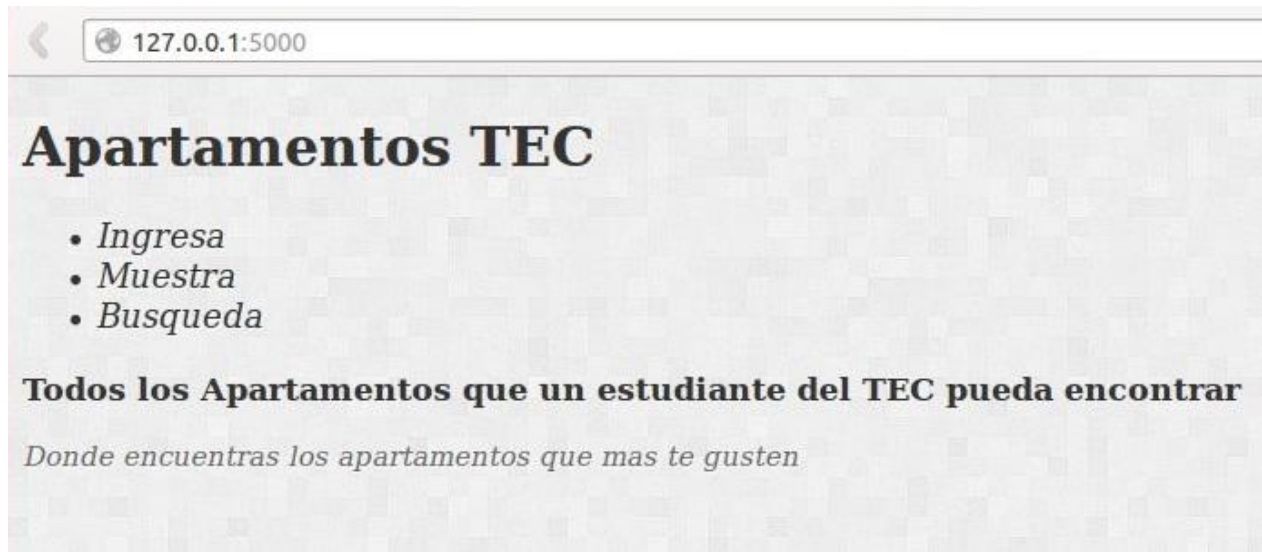 127.0.0.1:5000
Apartamentos TEC
Ingresa
Muestra
Busqueda
Todos los Apartamentos que un estudiante del TEC pueda encontrar
Donde encuentras los apartamentos que mas te gusten